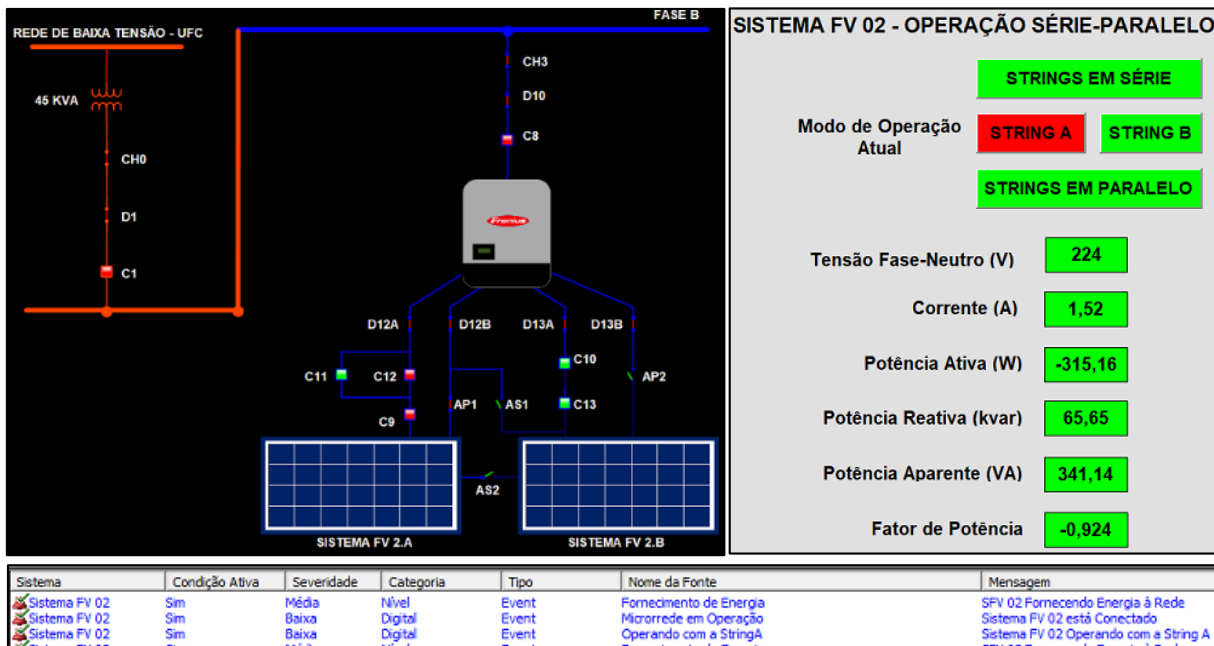 REDE DE BAIXA TENSÃO - UFC
FASE B
45 KVA
CH0
D1
C1
CH3
D10
C8
Fronius
D12A
D12B
D13A
D13B
C11
C12
C10
AP2
C9
AP1
AS1
C13
AS2
SISTEMA FV 2.A
SISTEMA FV 2.B
SISTEMA FV 02 - OPERAÇÃO SÉRIE-PARALELO
STRINGS EM SÉRIE
Modo de Operação
Atual
STRING A
STRING B
STRINGS EM PARALELO
Tensão Fase-Neutro (V) 224
Corrente (A) 1,52
Potência Ativa (W) -315,16
Potência Reativa (kvar) 65,65
Potência Aparente (VA) 341,14
Fator de Potência -0,924
Sistema Condição Ativa Severidade Categoria Tipo Nome da Fonte Mensagem
Sistema FV 02 Sim Média Nível Event Fornecimento de Energia SFV 02 Fornecendo Energia à Rede
Sistema FV 02 Sim Baixa Digital Event Microrrede em Operação Sistema FV 02 está Conectado
Sistema FV 02 Sim Baixa Digital Event Operando com a StringA Sistema FV 02 Operando com a String A